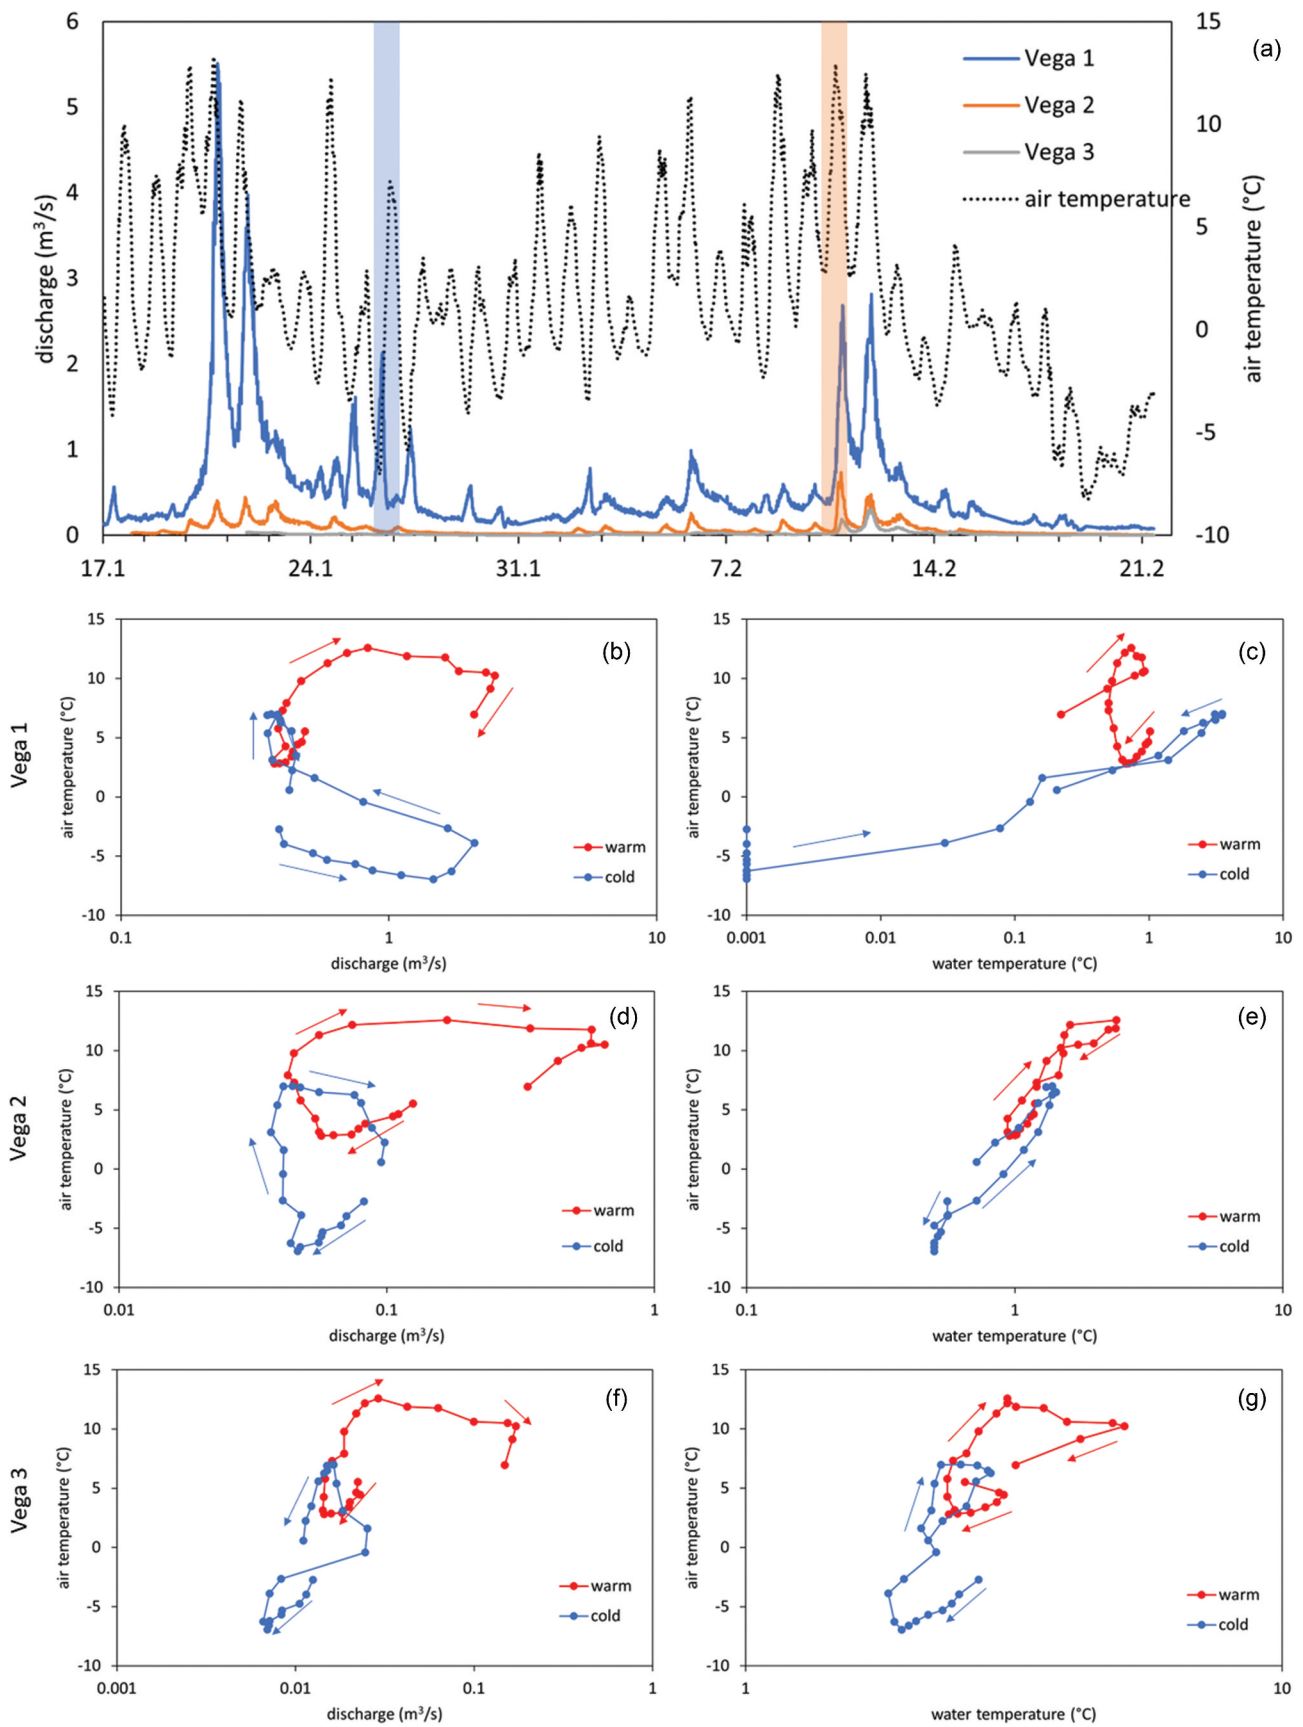 (a)
6
5
4
3
2
1
0
discharge (m³/s)
15
10
5
0
-5
-10
air temperature (°C)
Vega 1
Vega 2
Vega 3
air temperature
17.1 24.1 31.1 7.2 14.2 21.2
Vega 1
(b)
15
10
5
0
-5
-10
air temperature (°C)
warm
cold
0.1 1 10
discharge (m³/s)
(c)
15
10
5
0
-5
-10
air temperature (°C)
warm
cold
0.001 0.01 0.1 1 10
water temperature (°C)
Vega 2
(d)
15
10
5
0
-5
-10
air temperature (°C)
warm
cold
0.01 0.1 1
discharge (m³/s)
(e)
15
10
5
0
-5
-10
air temperature (°C)
warm
cold
0.1 1 10
water temperature (°C)
Vega 3
(f)
15
10
5
0
-5
-10
air temperature (°C)
warm
cold
0.001 0.01 0.1 1
discharge (m³/s)
(g)
15
10
5
0
-5
-10
air temperature (°C)
warm
cold
1 10
water temperature (°C)